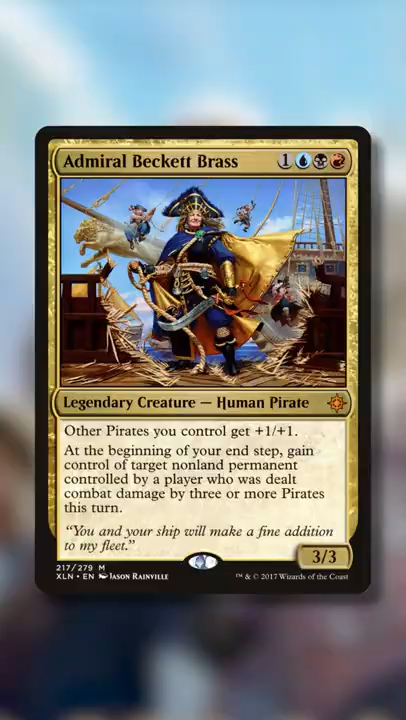 Admiral Beckett Brass 1
Legendary Creature — Human Pirate
Other Pirates you control get +1/+1.
At the beginning of your end step, gain
control of target nonland permanent
controlled by a player who was dealt
combat damage by three or more Pirates
this turn.
“You and your ship will make a fine addition
to my fleet.”
3/3
217/279 M
XLN • EN Jason Rainville ™ & © 2017 Wizards of the Coast